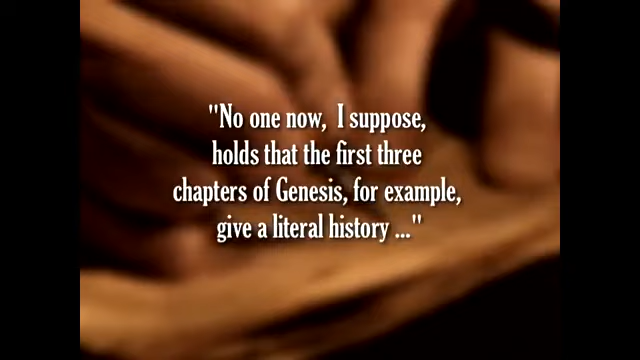 "No one now, I suppose,
holds that the first three
chapters of Genesis, for example,
give a literal history ..."